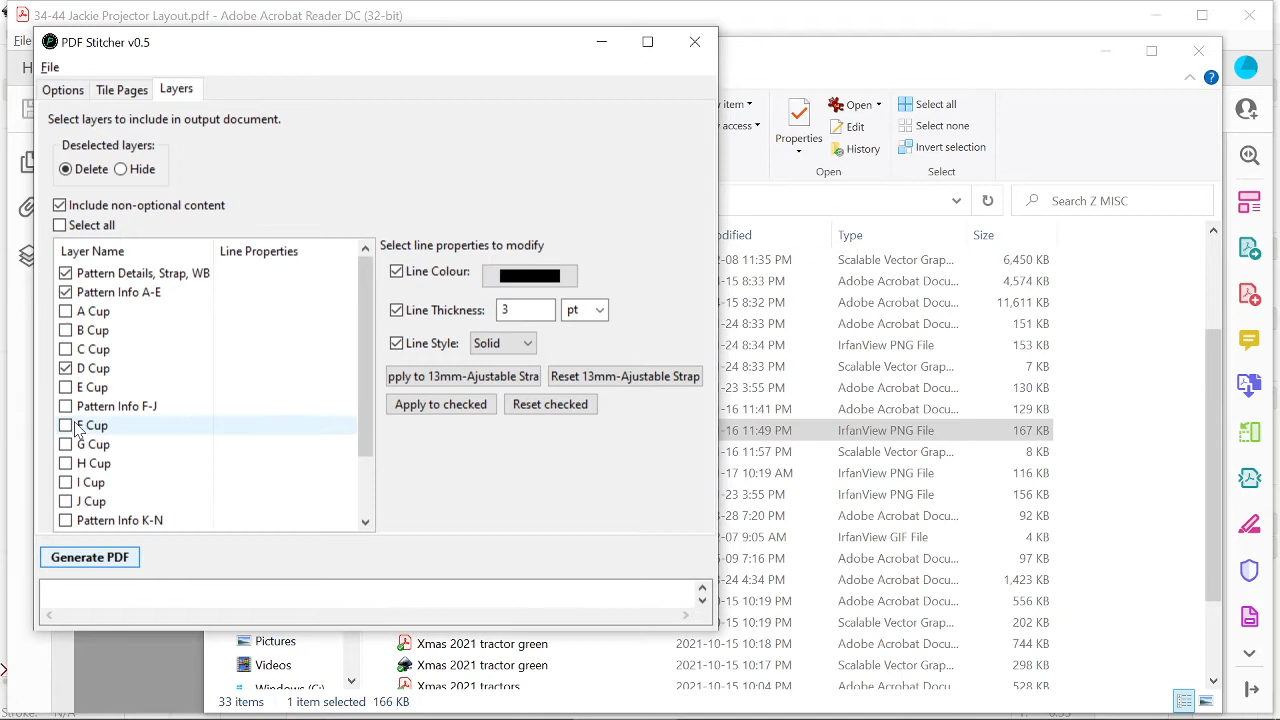 34-44 Jackie Projector Layout.pdf - Adobe Acrobat Reader DC (32-bit)
PDF Stitcher v0.5
File
Options
Tile Pages
Layers
Select layers to include in output document.
Deselected layers:
Delete
Hide
Include non-optional content
Select all
Layer Name
Line Properties
Pattern Details, Strap, WB
Pattern Info A-E
A Cup
B Cup
C Cup
D Cup
E Cup
Pattern Info F-J
F Cup
G Cup
H Cup
I Cup
J Cup
Pattern Info K-N
Select line properties to modify
Line Colour:
Line Thickness:
3
pt
Line Style:
Solid
pply to 13mm-Ajustable Stra
Reset 13mm-Ajustable Strap
Apply to checked
Reset checked
Generate PDF
item
access
Properties
Open
Edit
History
Open
Select all
Select none
Invert selection
Select
Search Z MISC
Type
Size
-08 11:35 PM Scalable Vector Grap... 6,450 KB
-15 8:33 PM Adobe Acrobat Docu... 4,574 KB
-15 8:32 PM Adobe Acrobat Docu... 11,611 KB
-24 8:33 PM Adobe Acrobat Docu... 151 KB
-24 8:34 PM IrfanView PNG File 153 KB
-24 8:33 PM Scalable Vector Grap... 7 KB
-23 3:55 PM Adobe Acrobat Docu... 130 KB
-16 11:41 PM Adobe Acrobat Docu... 129 KB
-16 11:49 PM IrfanView PNG File 167 KB
-16 11:57 PM Scalable Vector Grap... 8 KB
-17 10:19 AM IrfanView PNG File 116 KB
-23 3:55 PM IrfanView PNG File 156 KB
-28 7:20 PM Adobe Acrobat Docu... 92 KB
-07 9:05 AM IrfanView GIF File 4 KB
-09 7:16 PM Adobe Acrobat Docu... 97 KB
-24 4:34 PM Adobe Acrobat Docu... 1,423 KB
-15 10:19 PM Adobe Acrobat Docu... 556 KB
-15 10:19 PM Scalable Vector Grap... 202 KB
Xmas 2021 tractor green 2021-10-15 10:18 PM Adobe Acrobat Docu... 744 KB
Xmas 2021 tractor green 2021-10-15 10:17 PM Scalable Vector Grap... 298 KB
Xmas 2021 tractors 2021-10-15 10:04 PM Adobe Acrobat Docu... 528 KB
Pictures
Videos
33 items
1 item selected 166 KB